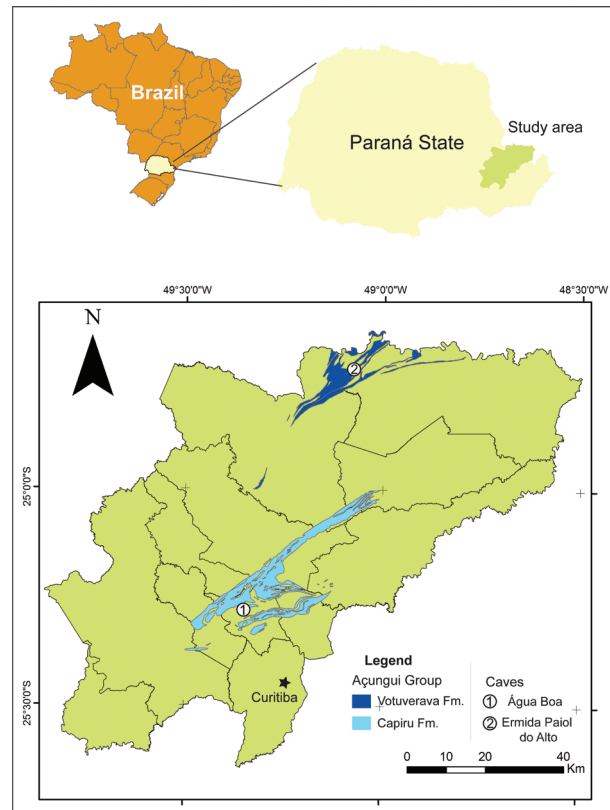 Brazil
Paraná State
Study area
49°30'0"W
49°0'0"W
48°30'0"W
N
2
25°0'0"S
1
25°30'0"S
Curitiba
Legend
Açungui Group
Votuverava Fm.
Capiru Fm.
Caves
1 Água Boa
2 Ermida Paiol
do Alto
0 10 20 40
Km